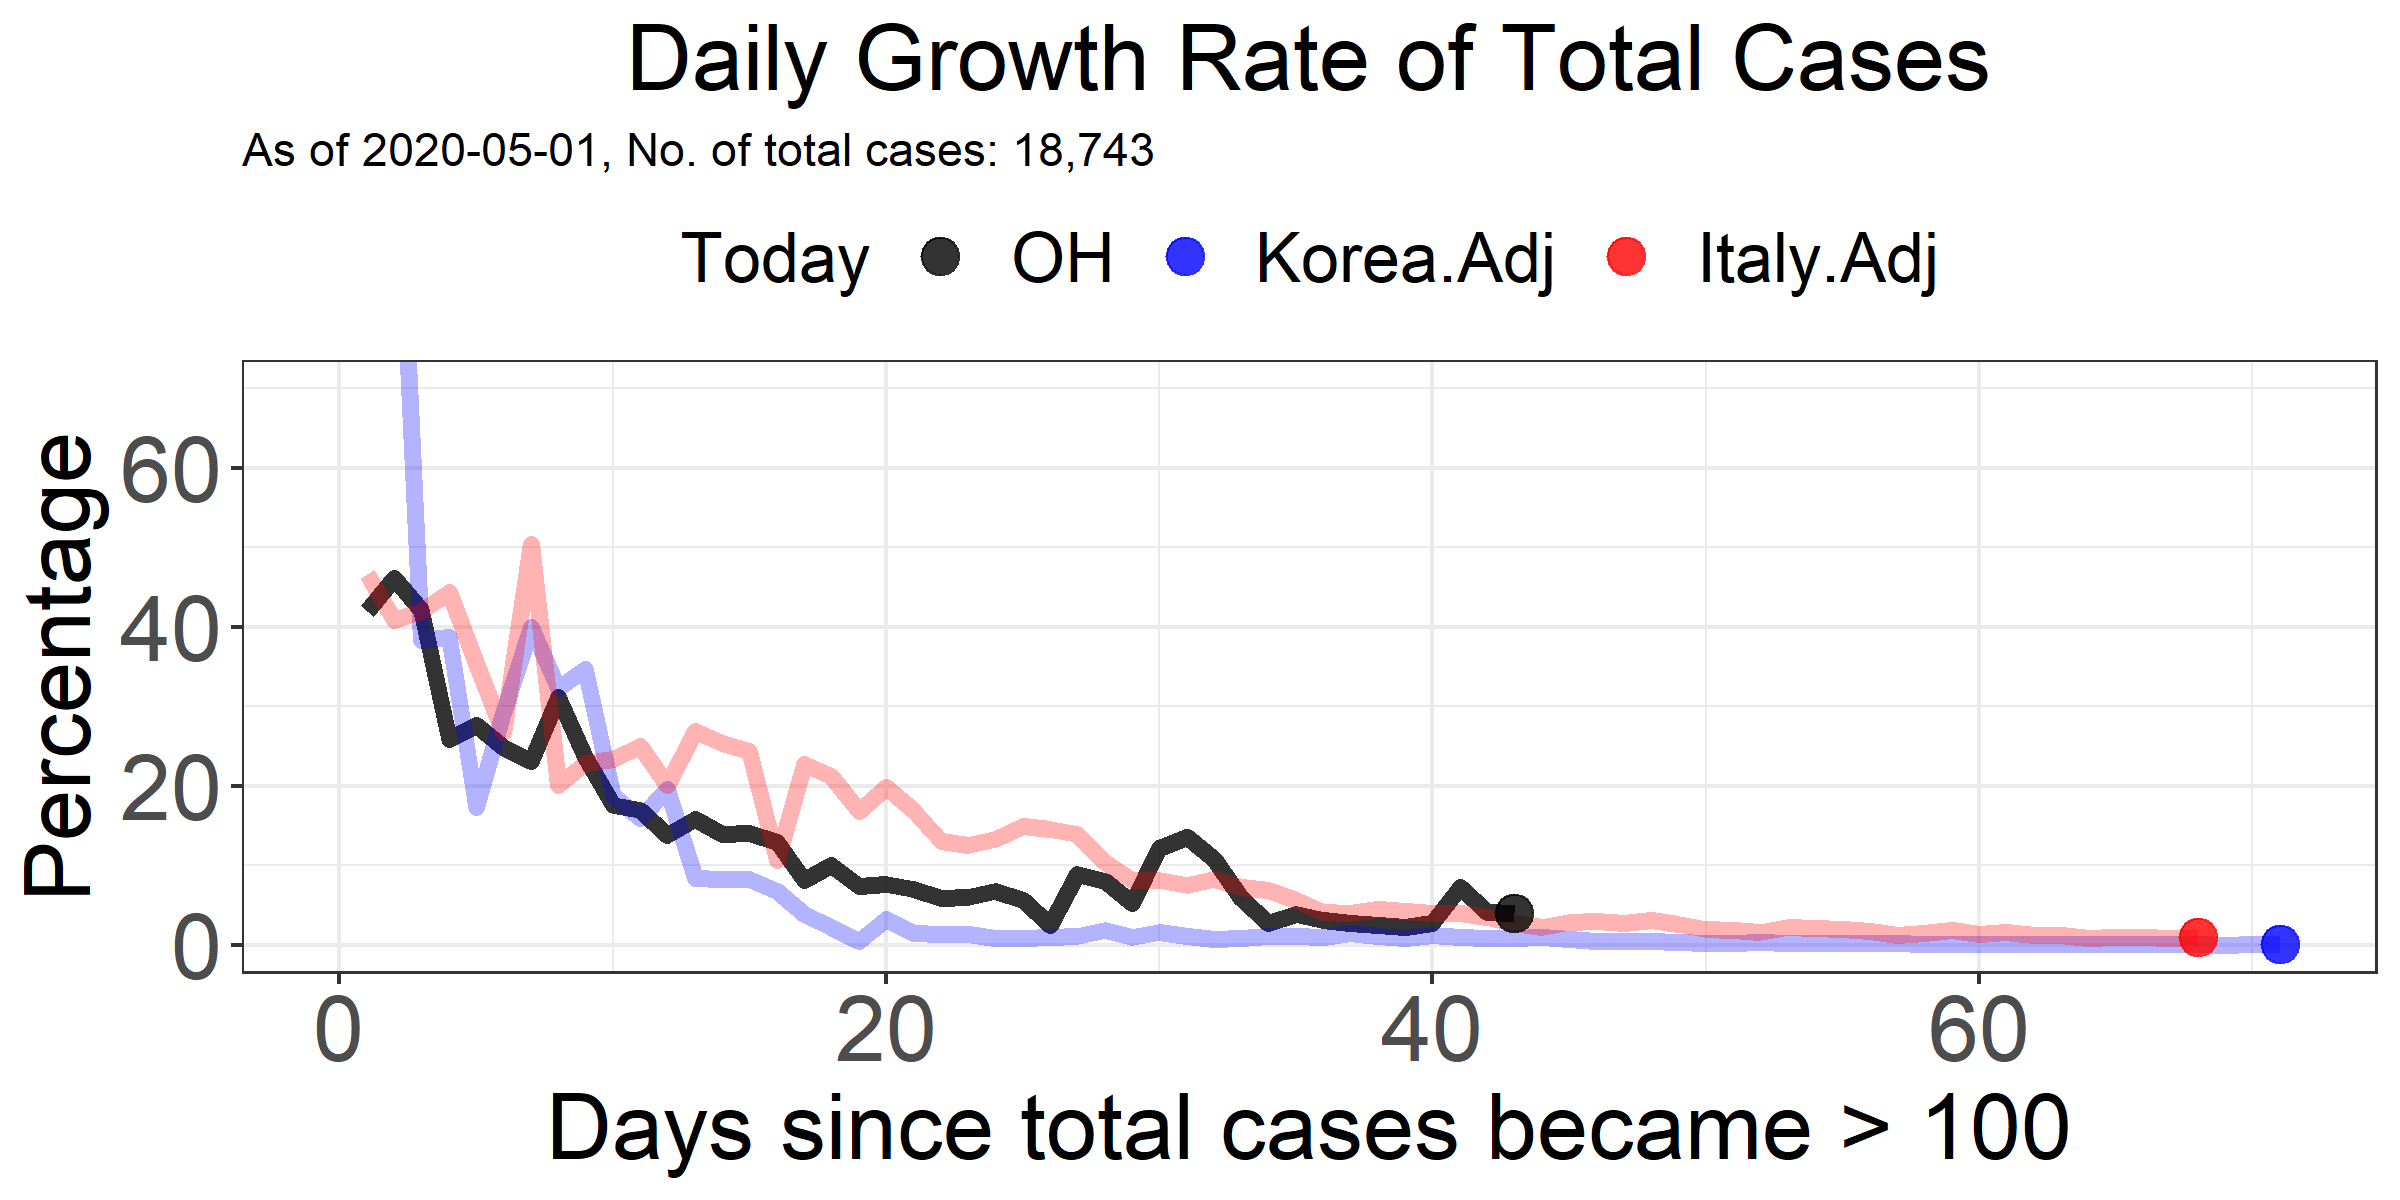 Daily Growth Rate of Total Cases
As of 2020-05-01, No. of total cases: 18,743
Today OH Korea.Adj Italy.Adj
Percentage
60
40
20
0
0 20 40 60
Days since total cases became > 100